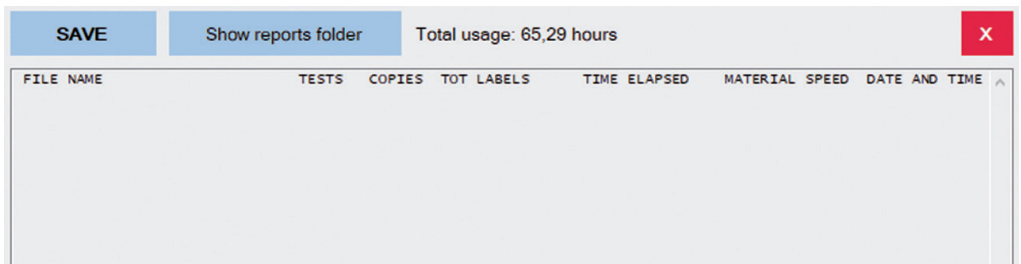 SAVE Show reports folder Total usage: 65,29 hours X
FILE NAME TESTS COPIES TOT LABELS TIME ELAPSED MATERIAL SPEED DATE AND TIME